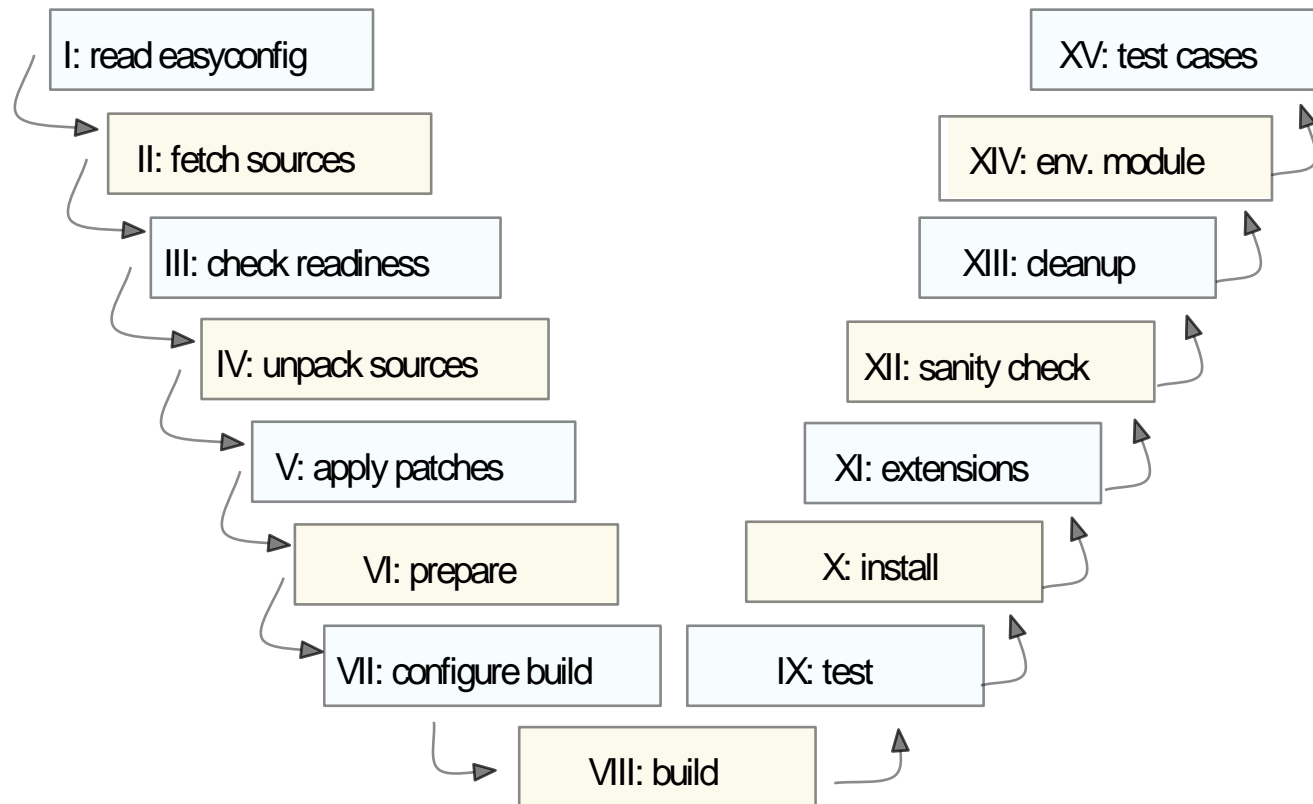 I: read easyconfig
II: fetch sources
III: check readiness
IV: unpack sources
V: apply patches
VI: prepare
VII: configure build
VIII: build
IX: test
X: install
XI: extensions
XII: sanity check
XIII: cleanup
XIV: env. module
XV: test cases